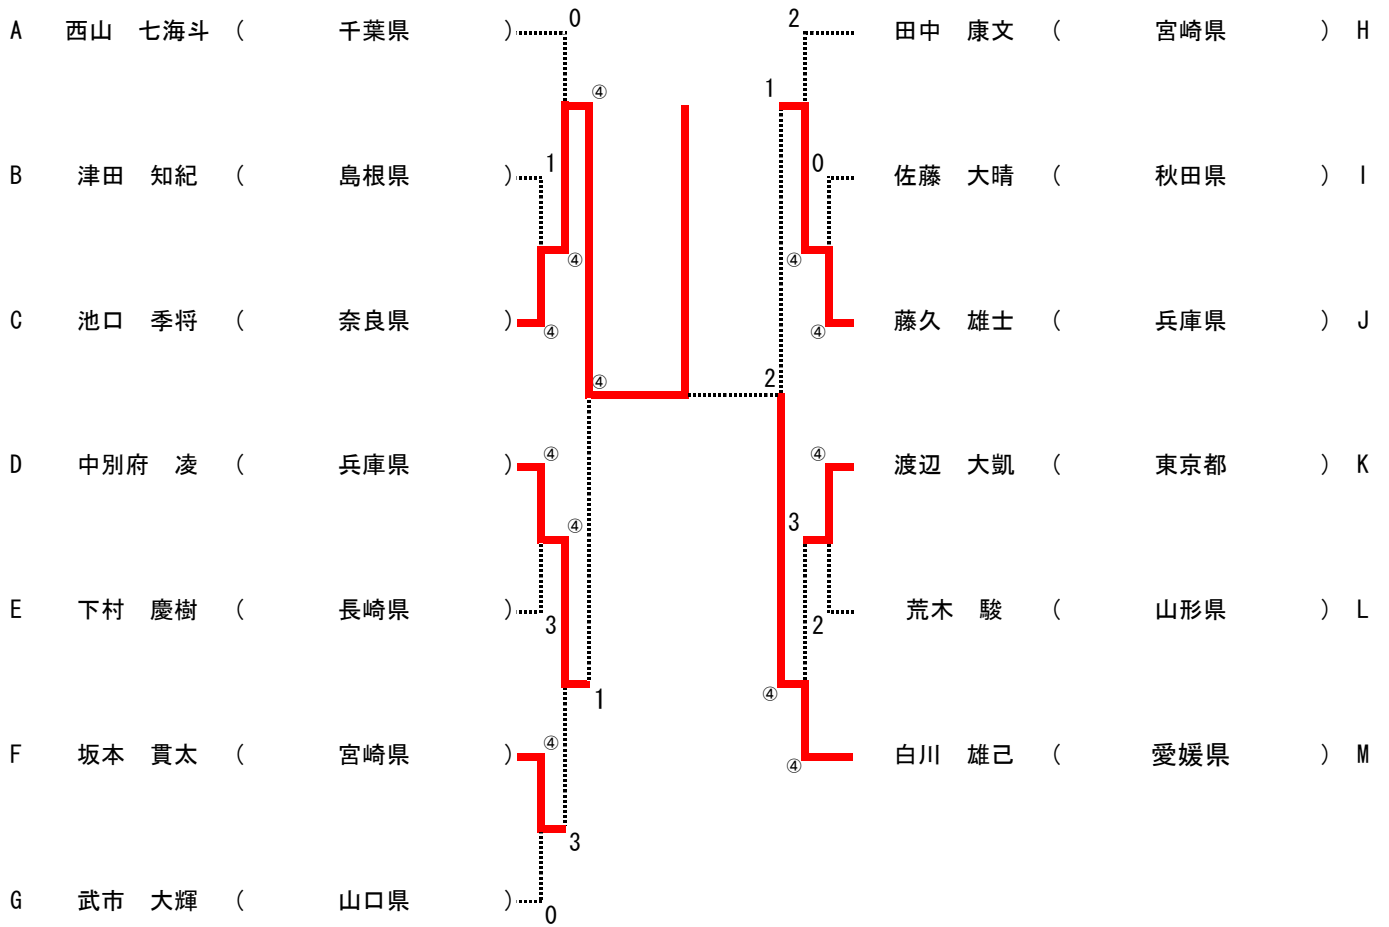 A 西山 七海斗 ( 千葉県 ) 0 2 田中 康文 ( 宮崎県 ) H
④ 1
B 津田 知紀 ( 島根県 ) 1 0 佐藤 大晴 ( 秋田県 ) I
④ ④
C 池口 季将 ( 奈良県 ) ④ ④ 藤久 雄士 ( 兵庫県 ) J
④ 2
D 中別府 凌 ( 兵庫県 ) ④ ④ 渡辺 大凱 ( 東京都 ) K
④ 3
E 下村 慶樹 ( 長崎県 ) 3 2 荒木 駿 ( 山形県 ) L
1 ④
F 坂本 貫太 ( 宮崎県 ) ④ ④ 白川 雄己 ( 愛媛県 ) M
3
G 武市 大輝 ( 山口県 ) 0